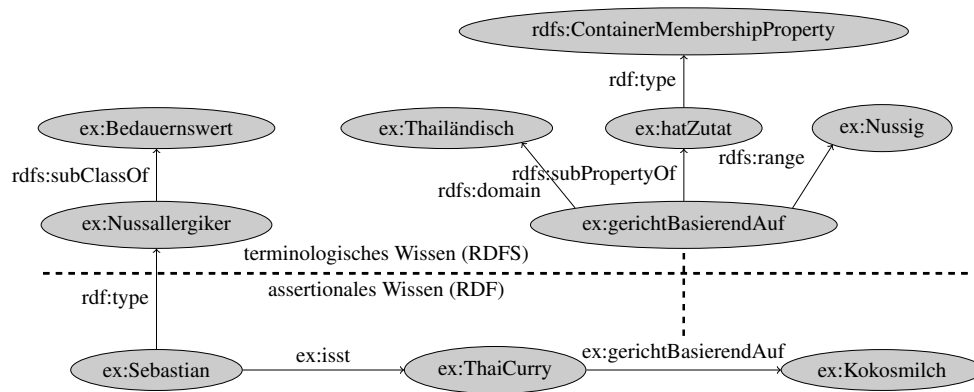 rdfs:ContainerMembershipProperty
rdf:type
ex:Bedauernswert
ex:Thailändisch
ex:hatZutat
ex:Nussig
rdfs:subClassOf
rdfs:domain
rdfs:subPropertyOf
rdfs:range
ex:Nussallergiker
ex:gerichtBasierendAuf
terminologisches Wissen (RDFS)
assertionales Wissen (RDF)
rdf:type
ex:isst
ex:gerichtBasierendAuf
ex:Sebastian
ex:ThaiCurry
ex:Kokosmilch